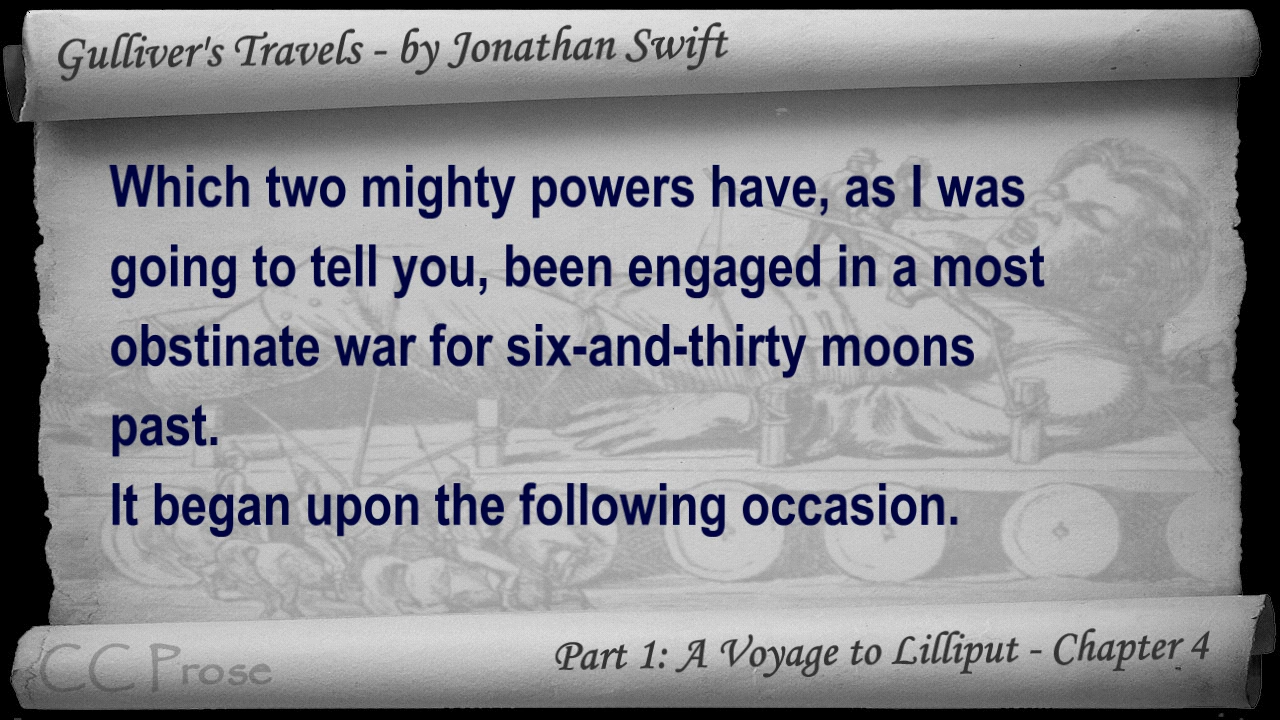 Gulliver's Travels - by Jonathan Swift
Which two mighty powers have, as I was
going to tell you, been engaged in a most
obstinate war for six-and-thirty moons
past.
It began upon the following occasion.
CC Prose
Part 1: A Voyage to Lilliput - Chapter 4